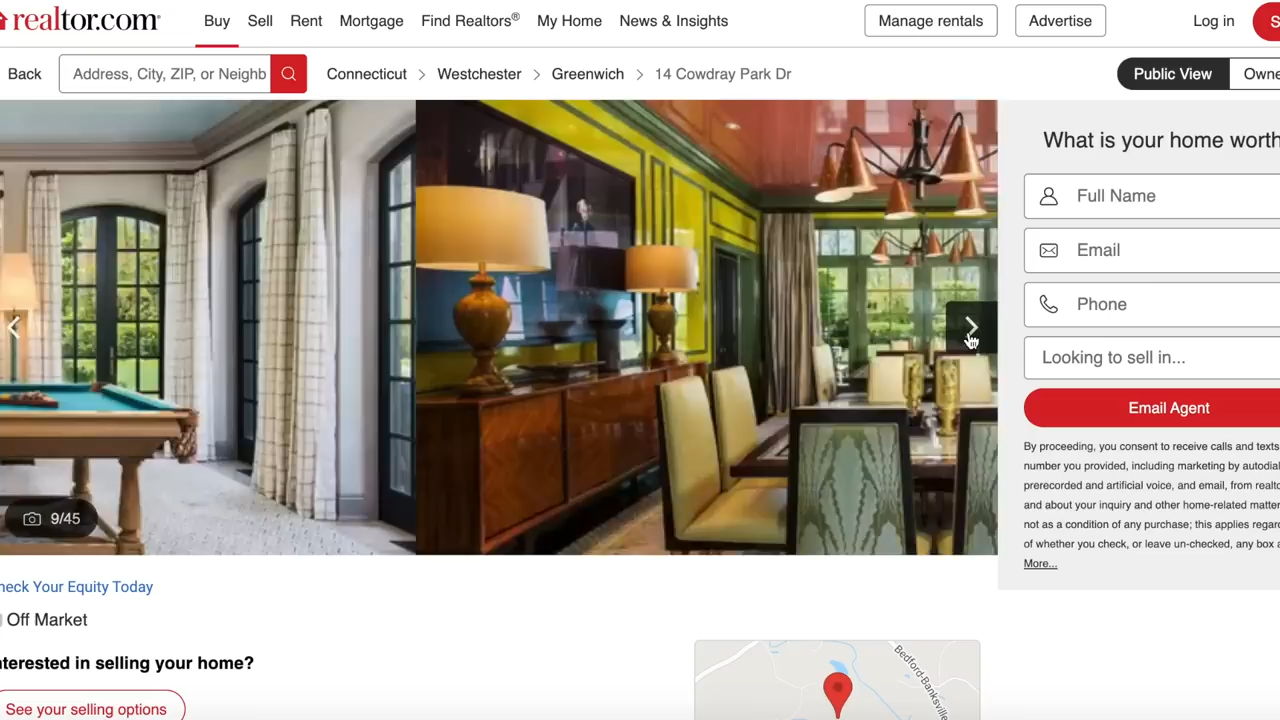 realtor.com®
Buy Sell Rent Mortgage Find Realtors® My Home News & Insights
Manage rentals Advertise Log in S
Back Address, City, ZIP, or Neighb Connecticut > Westchester > Greenwich > 14 Cowdray Park Dr
Public View Owne
What is your home worth
Full Name
Email
Phone
Looking to sell in...
Email Agent
By proceeding, you consent to receive calls and texts
number you provided, including marketing by autodial
prerecorded and artificial voice, and email, from realto
and about your inquiry and other home-related matter
not as a condition of any purchase; this applies regar
of whether you check, or leave un-checked, any box a
More...
9/45
heck Your Equity Today
Off Market
nterested in selling your home?
See your selling options
Bedford-Banksville